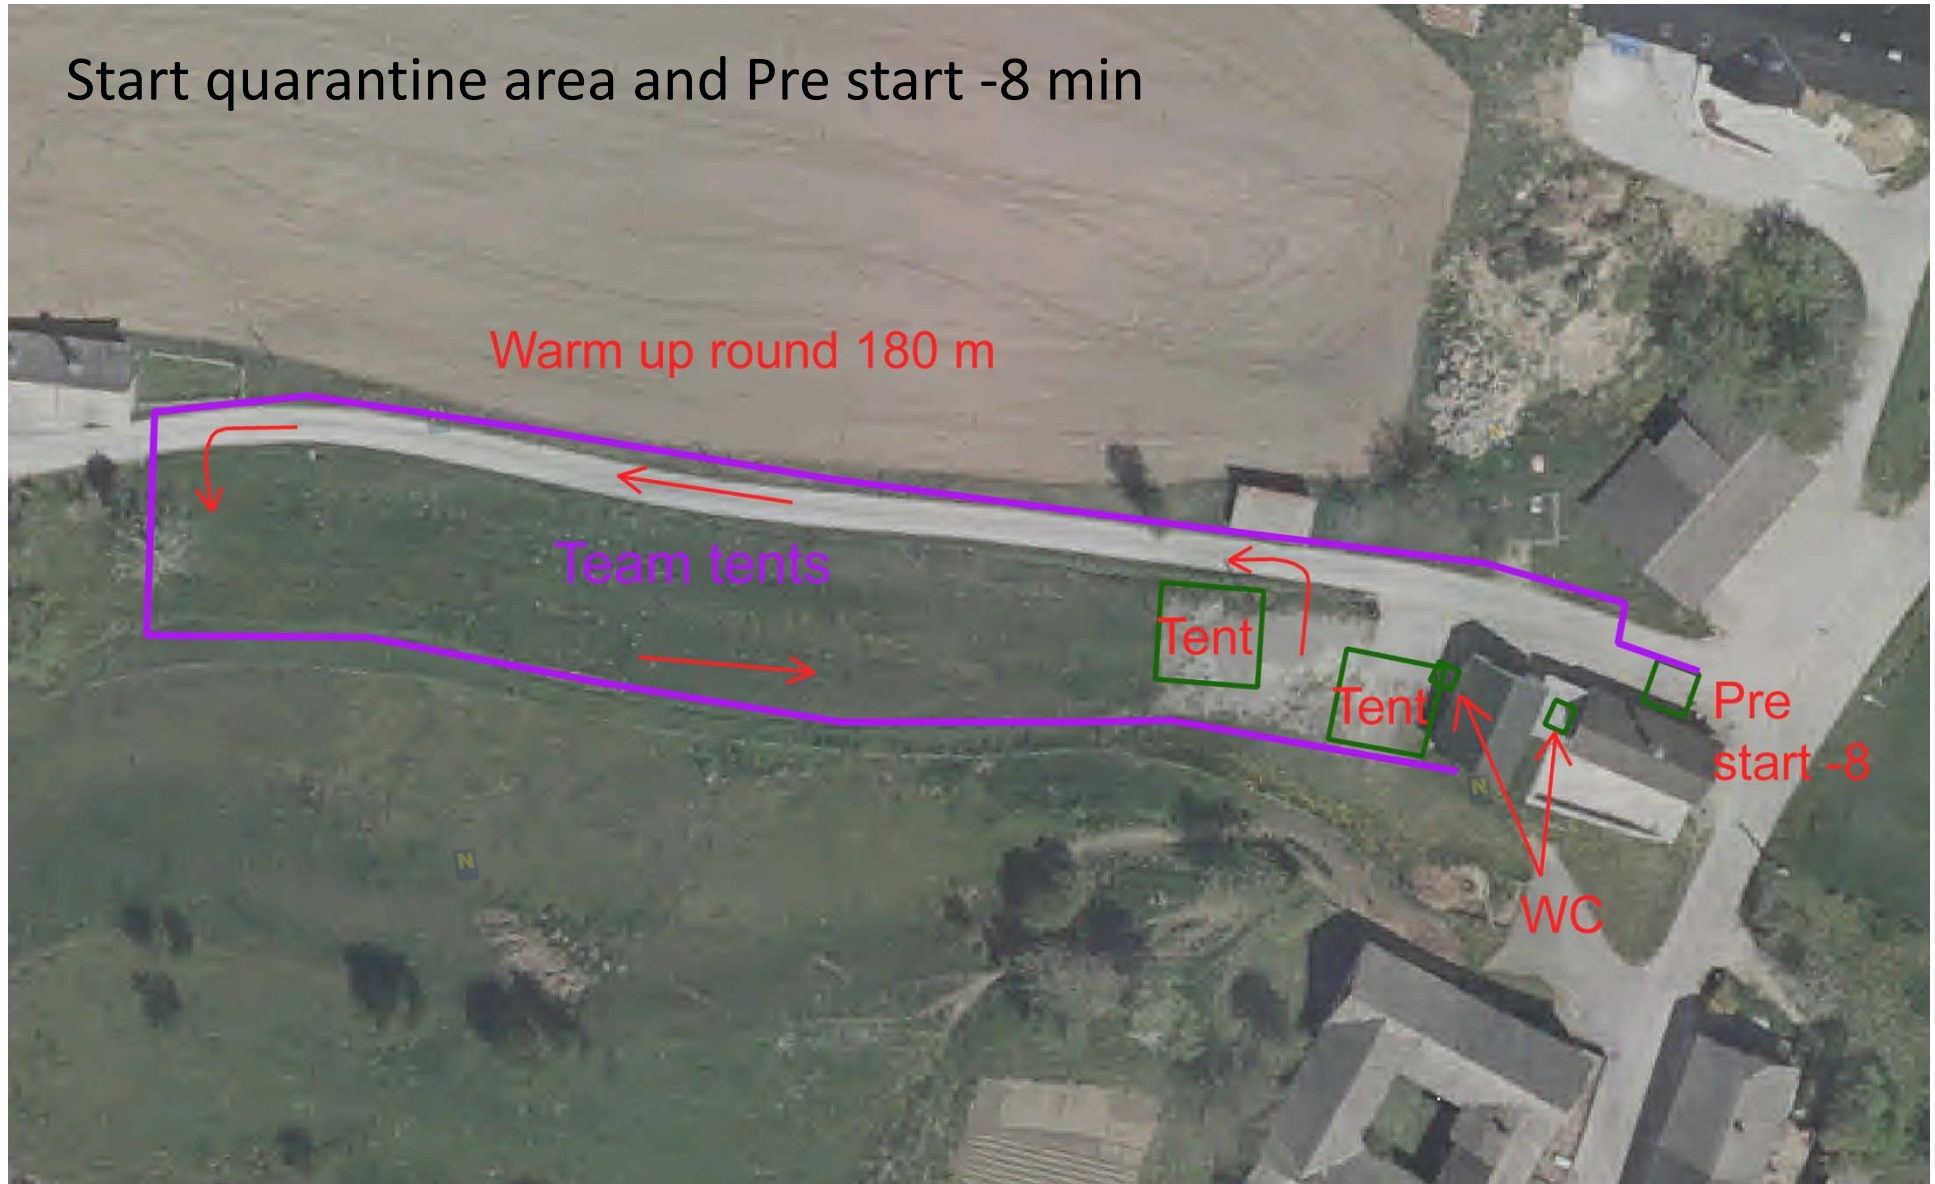 Start quarantine area and Pre start -8 min
Warm up round 180 m
Team tents
Tent
Tent
Pre
start -8
WC
N
N
N
N